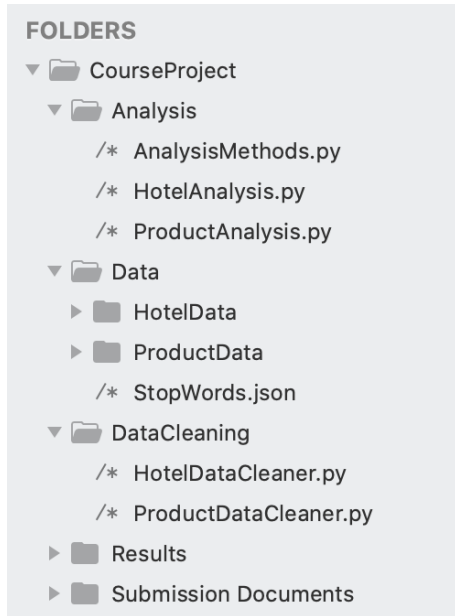 FOLDERS
CourseProject
Analysis
/* AnalysisMethods.py
/* HotelAnalysis.py
/* ProductAnalysis.py
Data
HotelData
ProductData
/* StopWords.json
DataCleaning
/* HotelDataCleaner.py
/* ProductDataCleaner.py
Results
Submission Documents